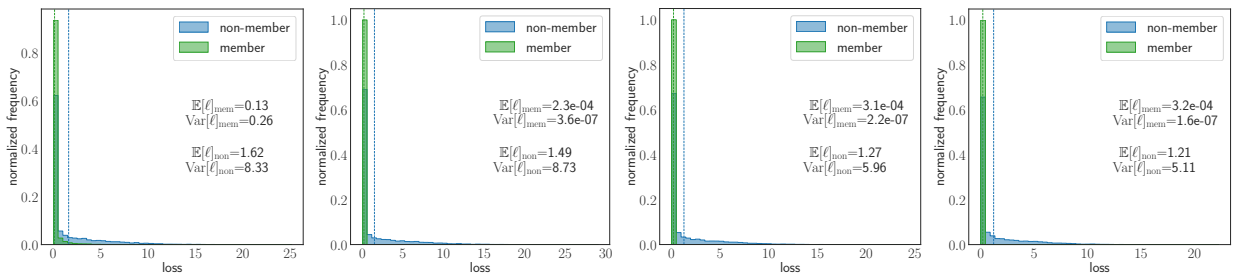 normalized frequency
0.8
0.6
0.4
0.2
0.0
0 5 10 15 20 25
loss
non-member
member
𝔼[ℓ]mem=0.13
Var[ℓ]mem=0.26
𝔼[ℓ]non=1.62
Var[ℓ]non=8.33
normalized frequency
1.0
0.8
0.6
0.4
0.2
0.0
0 5 10 15 20 25 30
loss
non-member
member
𝔼[ℓ]mem=2.3e-04
Var[ℓ]mem=3.6e-07
𝔼[ℓ]non=1.49
Var[ℓ]non=8.73
normalized frequency
1.0
0.8
0.6
0.4
0.2
0.0
0 5 10 15 20 25
loss
non-member
member
𝔼[ℓ]mem=3.1e-04
Var[ℓ]mem=2.2e-07
𝔼[ℓ]non=1.27
Var[ℓ]non=5.96
normalized frequency
1.0
0.8
0.6
0.4
0.2
0.0
0 5 10 15 20
loss
non-member
member
𝔼[ℓ]mem=3.2e-04
Var[ℓ]mem=1.6e-07
𝔼[ℓ]non=1.21
Var[ℓ]non=5.11